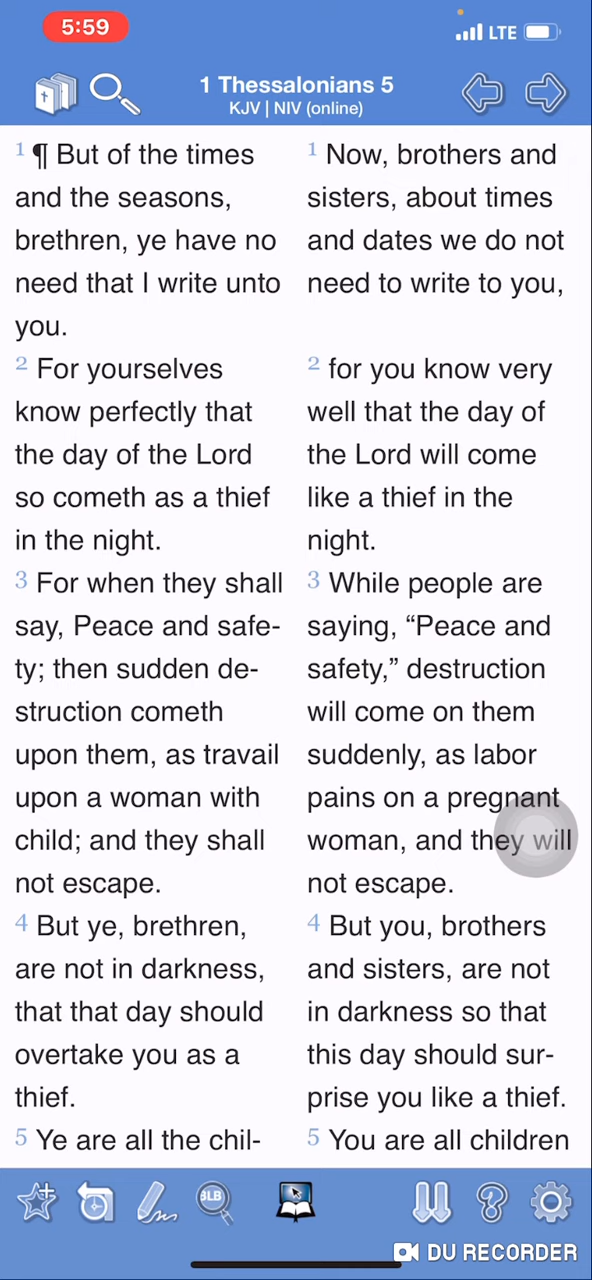 5:59
LTE
1 Thessalonians 5
KJV | NIV (online)
1 ¶ But of the times
and the seasons,
brethren, ye have no
need that I write unto
you.
2 For yourselves
know perfectly that
the day of the Lord
so cometh as a thief
in the night.
3 For when they shall
say, Peace and safe-
ty; then sudden de-
struction cometh
upon them, as travail
upon a woman with
child; and they shall
not escape.
4 But ye, brethren,
are not in darkness,
that that day should
overtake you as a
thief.
5 Ye are all the chil-
1 Now, brothers and
sisters, about times
and dates we do not
need to write to you,
2 for you know very
well that the day of
the Lord will come
like a thief in the
night.
3 While people are
saying, “Peace and
safety,” destruction
will come on them
suddenly, as labor
pains on a pregnant
woman, and they will
not escape.
4 But you, brothers
and sisters, are not
in darkness so that
this day should sur-
prise you like a thief.
5 You are all children
BLB
DU RECORDER